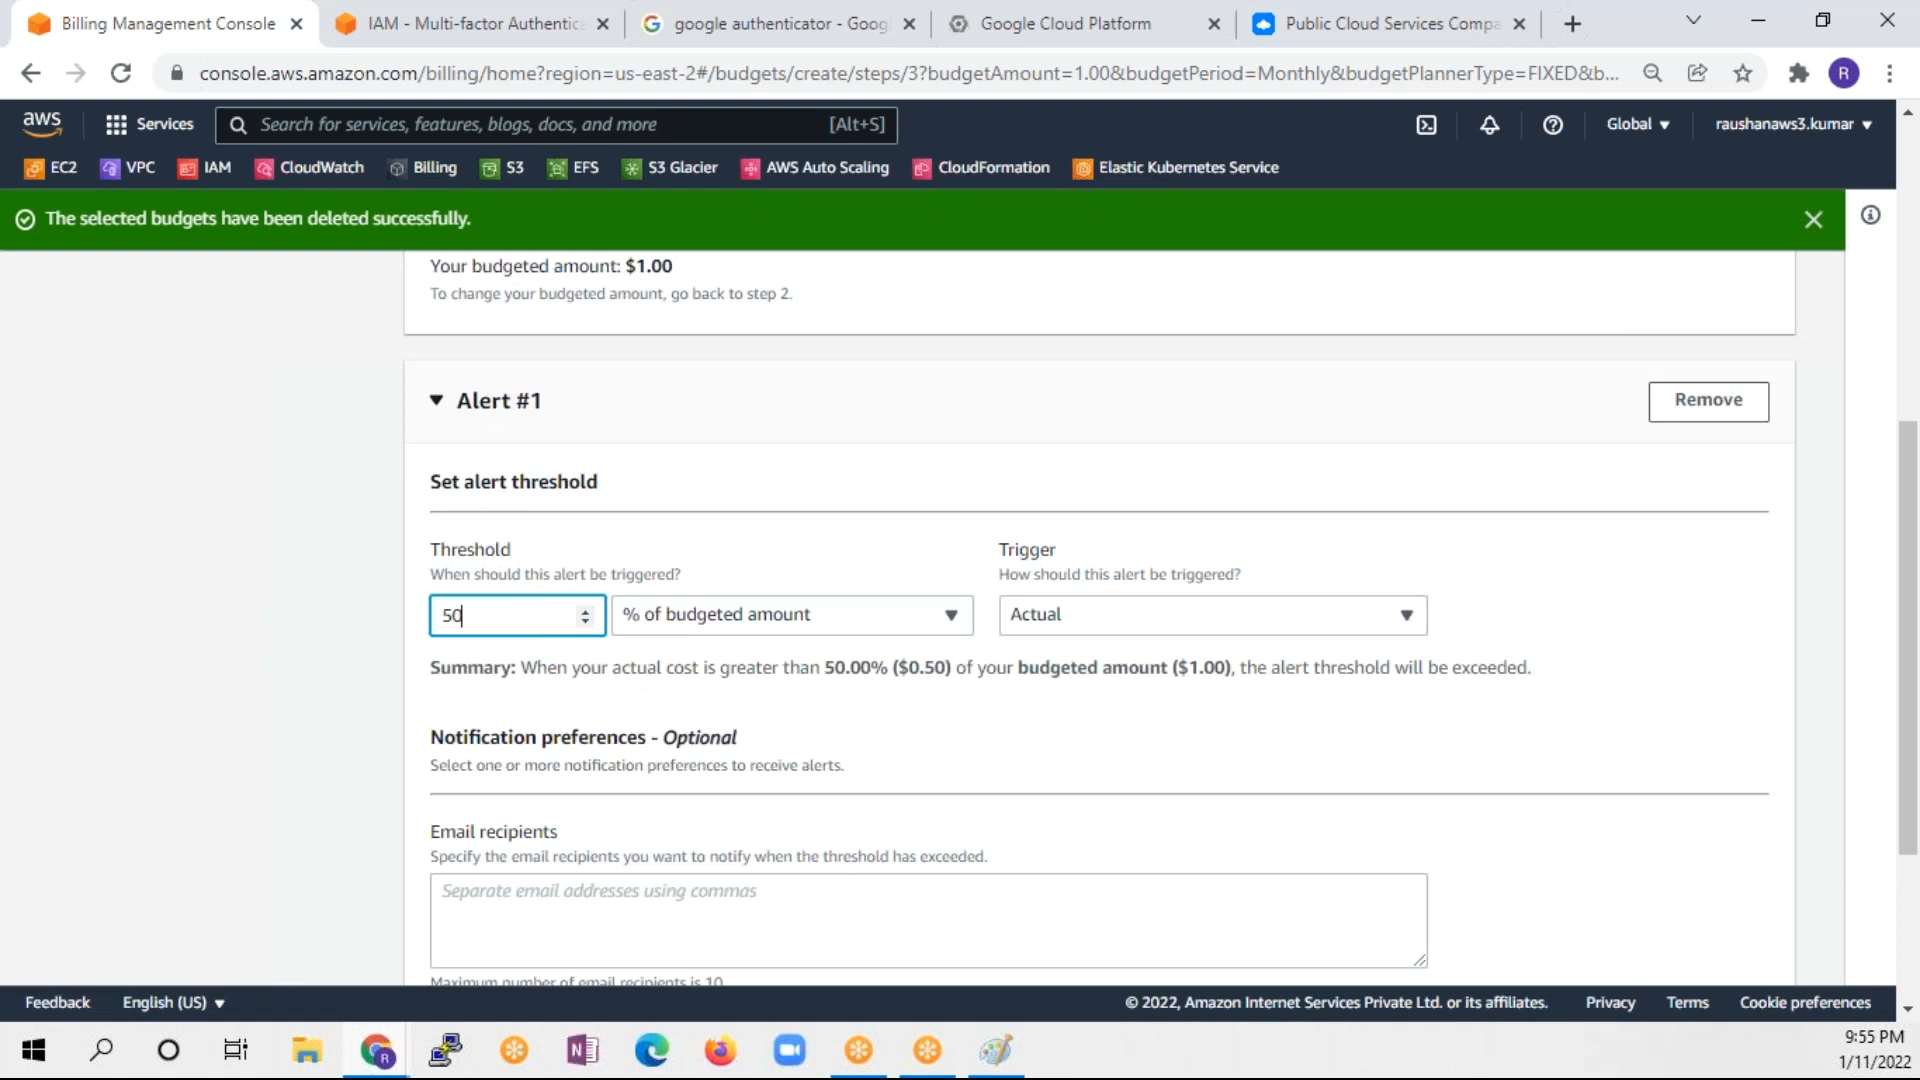 Billing Management Console
IAM - Multi-factor Authentic
google authenticator - Goog
Google Cloud Platform
Public Cloud Services Compa
console.aws.amazon.com/billing/home?region=us-east-2#/budgets/create/steps/3?budgetAmount=1.00&budgetPeriod=Monthly&budgetPlannerType=FIXED&b...
R
aws
Services
Search for services, features, blogs, docs, and more
[Alt+S]
Global
raushanaws3.kumar
EC2
VPC
IAM
CloudWatch
Billing
S3
EFS
S3 Glacier
AWS Auto Scaling
CloudFormation
Elastic Kubernetes Service
The selected budgets have been deleted successfully.
Your budgeted amount: $1.00
To change your budgeted amount, go back to step 2.
Alert #1
Remove
Set alert threshold
Threshold
Trigger
When should this alert be triggered?
How should this alert be triggered?
50
% of budgeted amount
Actual
Summary: When your actual cost is greater than 50.00% ($0.50) of your budgeted amount ($1.00), the alert threshold will be exceeded.
Notification preferences - Optional
Select one or more notification preferences to receive alerts.
Email recipients
Specify the email recipients you want to notify when the threshold has exceeded.
Separate email addresses using commas
Maximum number of email recipients is 10
Feedback
English (US)
© 2022, Amazon Internet Services Private Ltd. or its affiliates.
Privacy
Terms
Cookie preferences
9:55 PM
1/11/2022